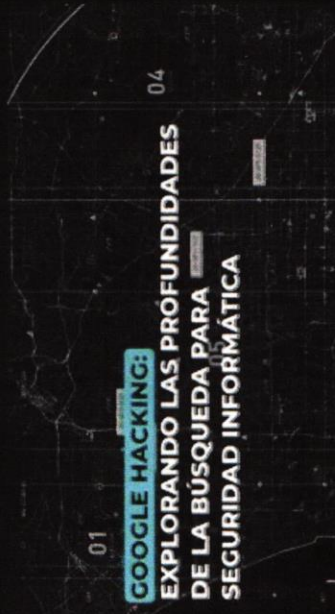 01
04
GOOGLE HACKING:
EXPLORANDO LAS PROFUNDIDADES
DE LA BÚSQUEDA PARA
05
SEGURIDAD INFORMÁTICA